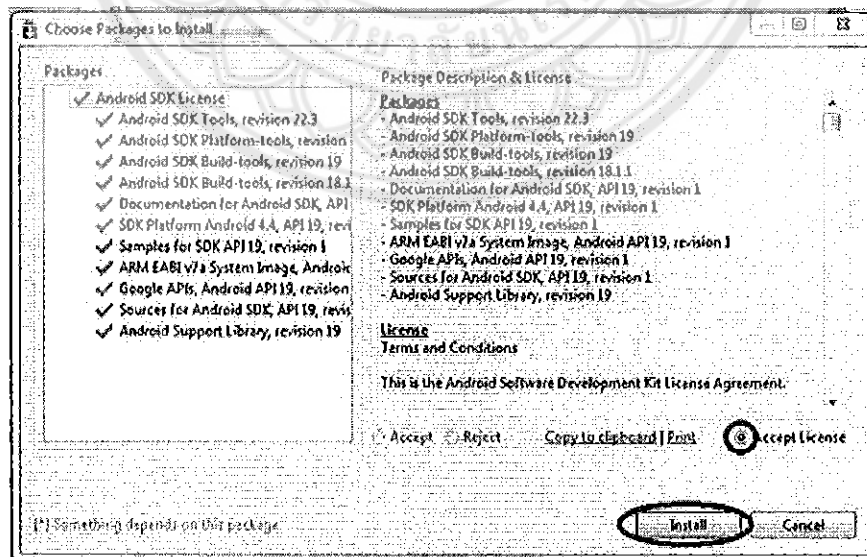 Choose Packages to Install
Packages
Android SDK License
Android SDK Tools, revision 22.3
Android SDK Platform-tools, revision
Android SDK Build-tools, revision 19
Android SDK Build-tools, revision 18.1
Documentation for Android SDK, API
SDK Platform Android 4.4, API 19, revi
Samples for SDK API 19, revision 1
ARM EABI v7a System Image, Android
Google APIs, Android API 19, revision
Sources for Android SDK, API 19, revis
Android Support Library, revision 19
Package Description & License
Packages
- Android SDK Tools, revision 22.3
- Android SDK Platform-tools, revision 19
- Android SDK Build-tools, revision 19
- Android SDK Build-tools, revision 18.1.1
- Documentation for Android SDK, API 19, revision 1
- SDK Platform Android 4.4, API 19, revision 1
- Samples for SDK API 19, revision 1
- ARM EABI v7a System Image, Android API 19, revision 1
- Google APIs, Android API 19, revision 1
- Sources for Android SDK, API 19, revision 1
- Android Support Library, revision 19
License
Terms and Conditions
This is the Android Software Development Kit License Agreement.
Accept Reject Copy to clipboard | Print Accept License
[*] Something depends on this package
Install Cancel